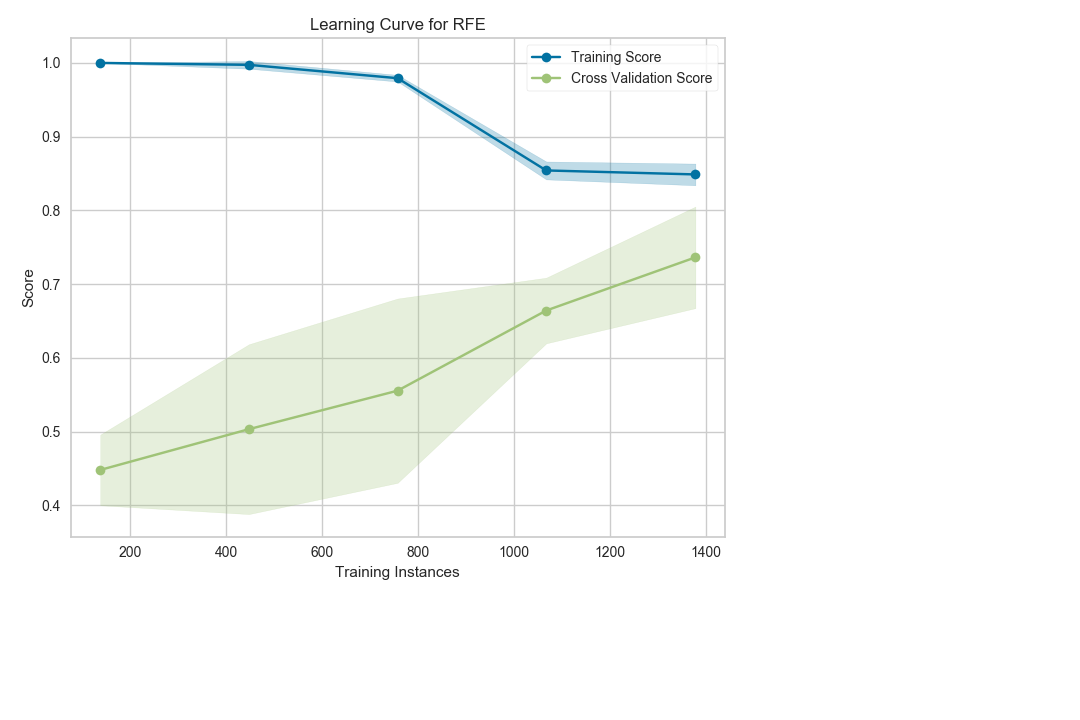 Learning Curve for RFE
Training Score
Cross Validation Score
1.0
0.9
0.8
0.7
0.6
0.5
0.4
Score
200 400 600 800 1000 1200 1400
Training Instances